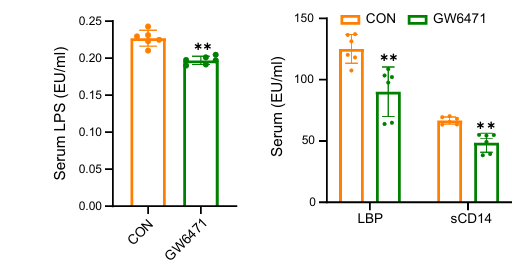 Serum LPS (EU/ml)
0.25
0.20
0.15
0.10
0.05
0.00
**
CON
GW6471
CON GW6471
Serum (EU/ml)
150
100
50
0
**
**
LBP sCD14